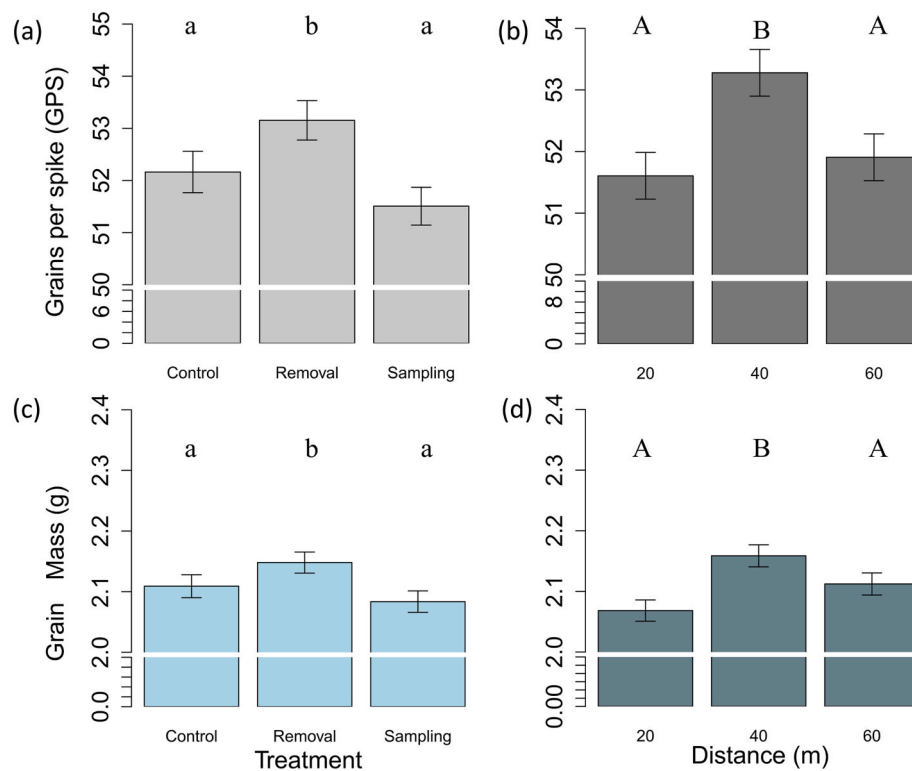 (a)
Grains per spike (GPS)
55
54
53
52
51
50
6
0
a b a
Control Removal Sampling
(b)
54
53
52
51
50
8
0
A B A
20 40 60
(c)
Grain Mass (g)
2.4
2.3
2.2
2.1
2.0
2
0.0
a b a
Control Removal Sampling
Treatment
(d)
2.4
2.3
2.2
2.1
2.0
2
0.00
A B A
20 40 60
Distance (m)